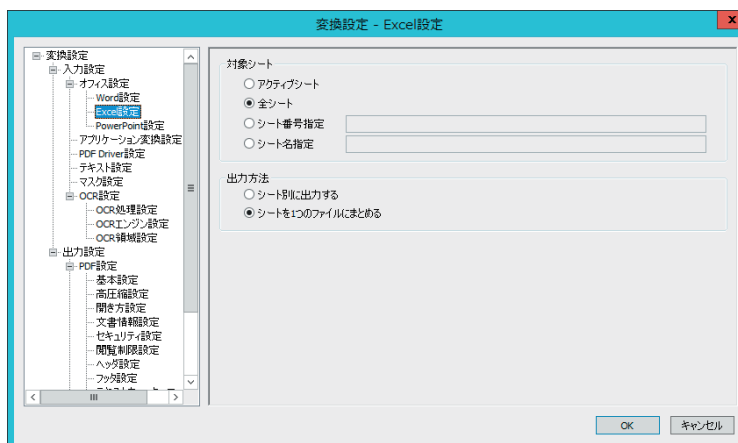 変換設定 - Excel設定
x
変換設定
入力設定
オフィス設定
Word設定
Excel設定
PowerPoint設定
アプリケーション変換設定
PDF Driver設定
テキスト設定
マスク設定
OCR設定
OCR処理設定
OCRエンジン設定
OCR領域設定
出力設定
PDF設定
基本設定
高圧縮設定
開き方設定
文書情報設定
セキュリティ設定
閲覧制限設定
ヘッダ設定
フッタ設定
対象シート
アクティブシート
全シート
シート番号指定
シート名指定
出力方法
シート別に出力する
シートを1つのファイルにまとめる
OK
キャンセル